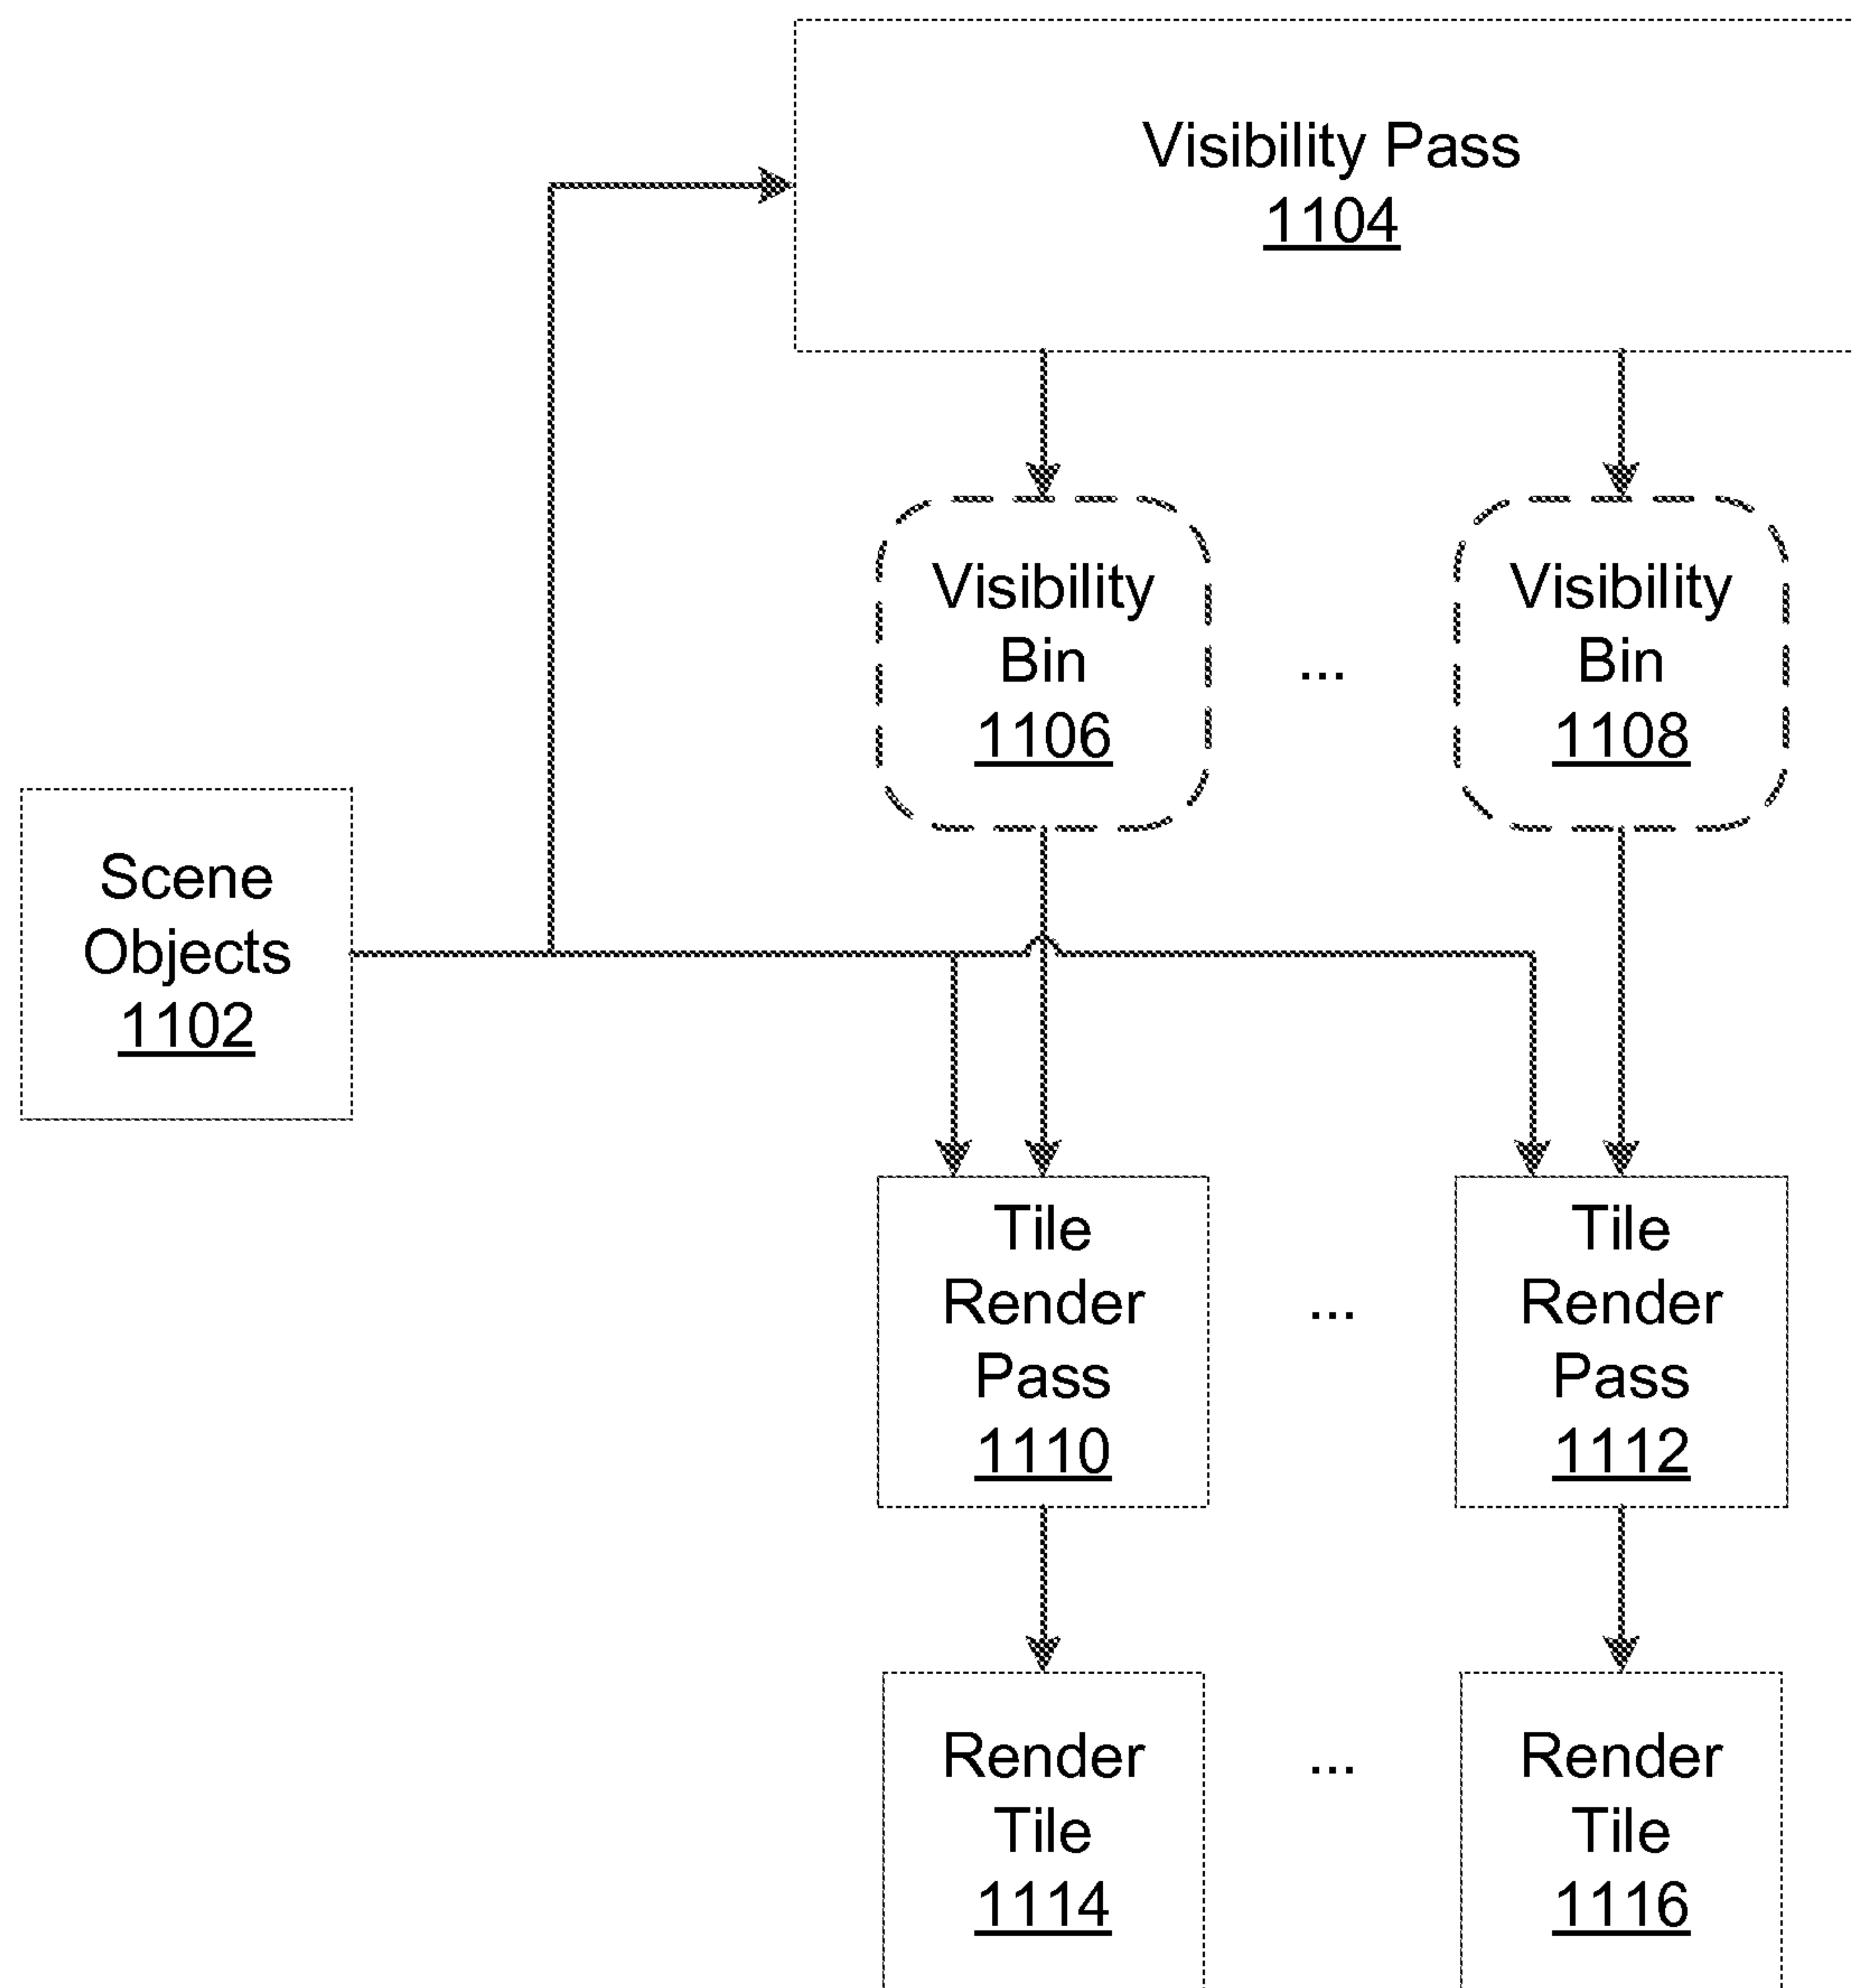 Visibility Pass
1104
Visibility
Bin
1106
...
Visibility
Bin
1108
Scene
Objects
1102
Tile
Render
Pass
1110
...
Tile
Render
Pass
1112
Render
Tile
1114
...
Render
Tile
1116